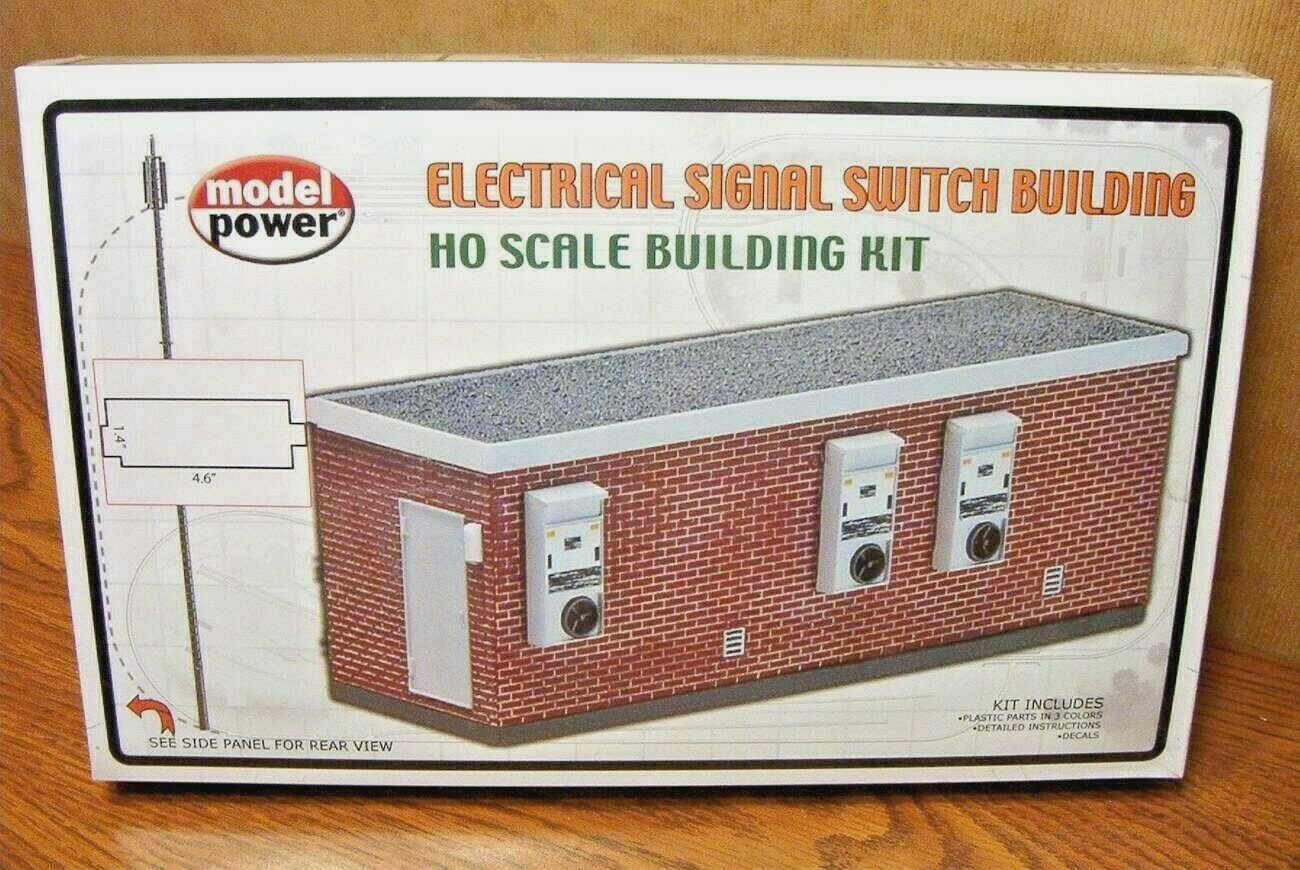 model
power®
ELECTRICAL SIGNAL SWITCH BUILDING
HO SCALE BUILDING KIT
1.4"
4.6"
SEE SIDE PANEL FOR REAR VIEW
KIT INCLUDES
•PLASTIC PARTS IN 3 COLORS
•DETAILED INSTRUCTIONS
•DECALS